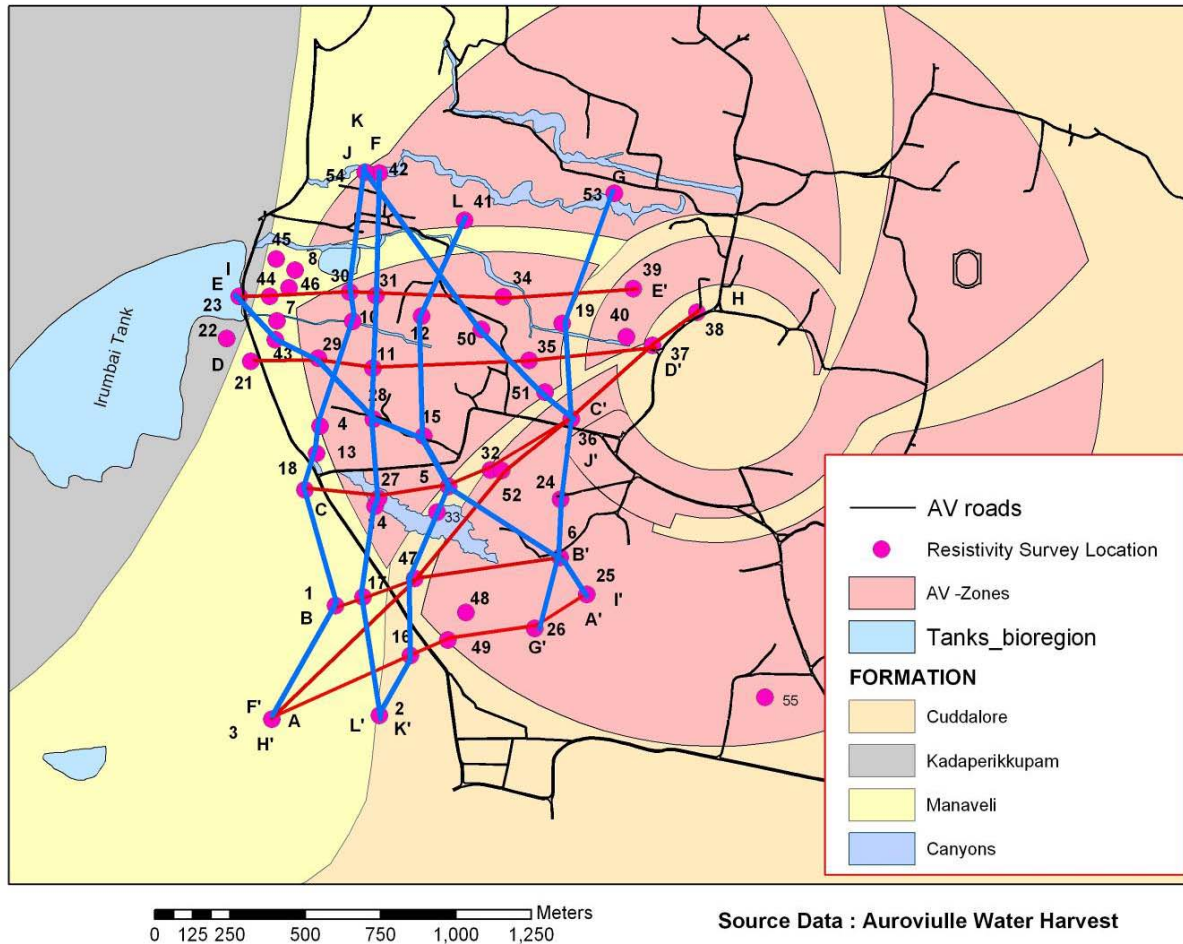 K
F
J
54
42
G
53
L
41
45
8
I
E
44
46
30
31
34
39
E'
23
7
10
12
19
40
H
38
22
43
29
50
35
37
D'
D
21
11
Irumbai Tank
28
51
4
15
C'
36
J'
13
32
18
27
5
52
24
C
14
33
6
47
B'
1
17
25
B
48
I'
A'
16
26
49
G'
55
F'
A
2
3
H'
L'
K'
AV roads
Resistivity Survey Location
AV -Zones
Tanks_bioregion
FORMATION
Cuddalore
Kadaperikkupam
Manaveli
Canyons
Meters
0 125 250 500 750 1,000 1,250
Source Data : Auroviulle Water Harvest